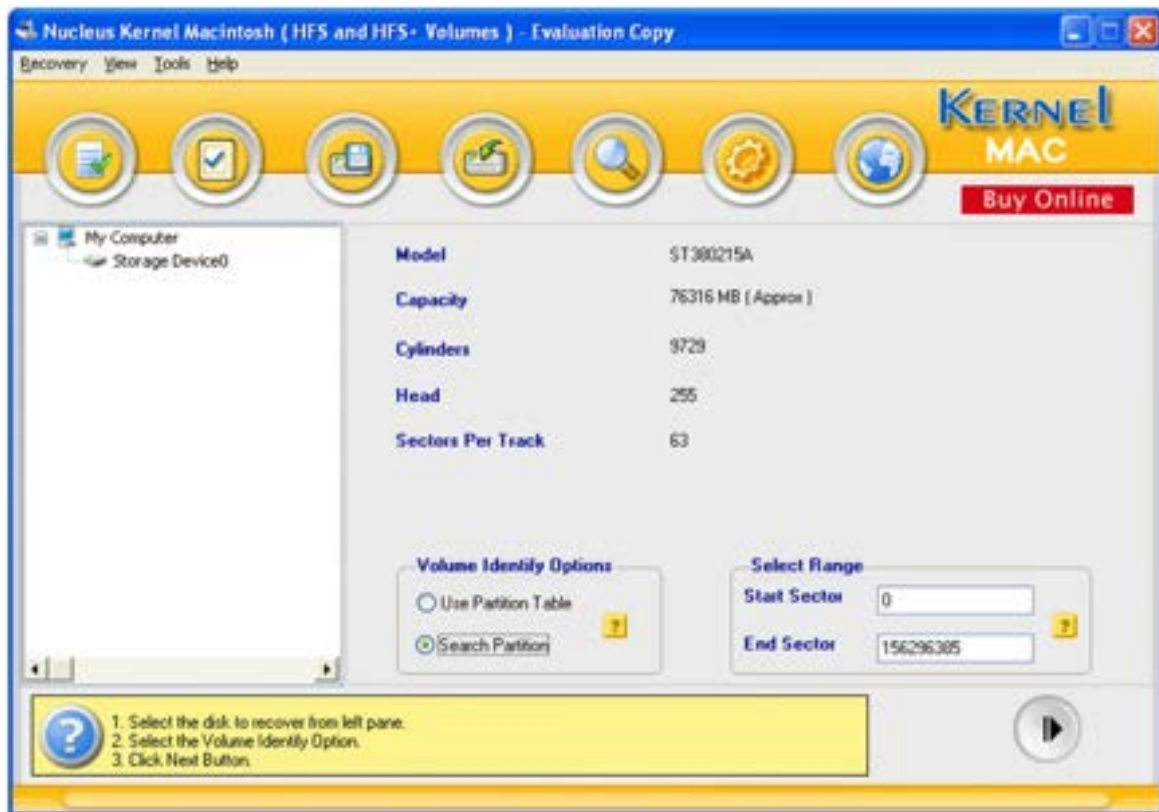 Nucleus Kernel Macintosh ( HFS and HFS+ Volumes ) - Evaluation Copy
Recovery View Tools Help
KERNEL
MAC
Buy Online
My Computer
Storage Device0
Model ST380215A
Capacity 76316 MB ( Approx )
Cylinders 9729
Head 255
Sectors Per Track 63
Volume Identify Options
Use Partition Table
Search Partition
?
Select Range
Start Sector 0
End Sector 156296385
?
?
1. Select the disk to recover from left pane.
2. Select the Volume Identify Option.
3. Click Next Button.